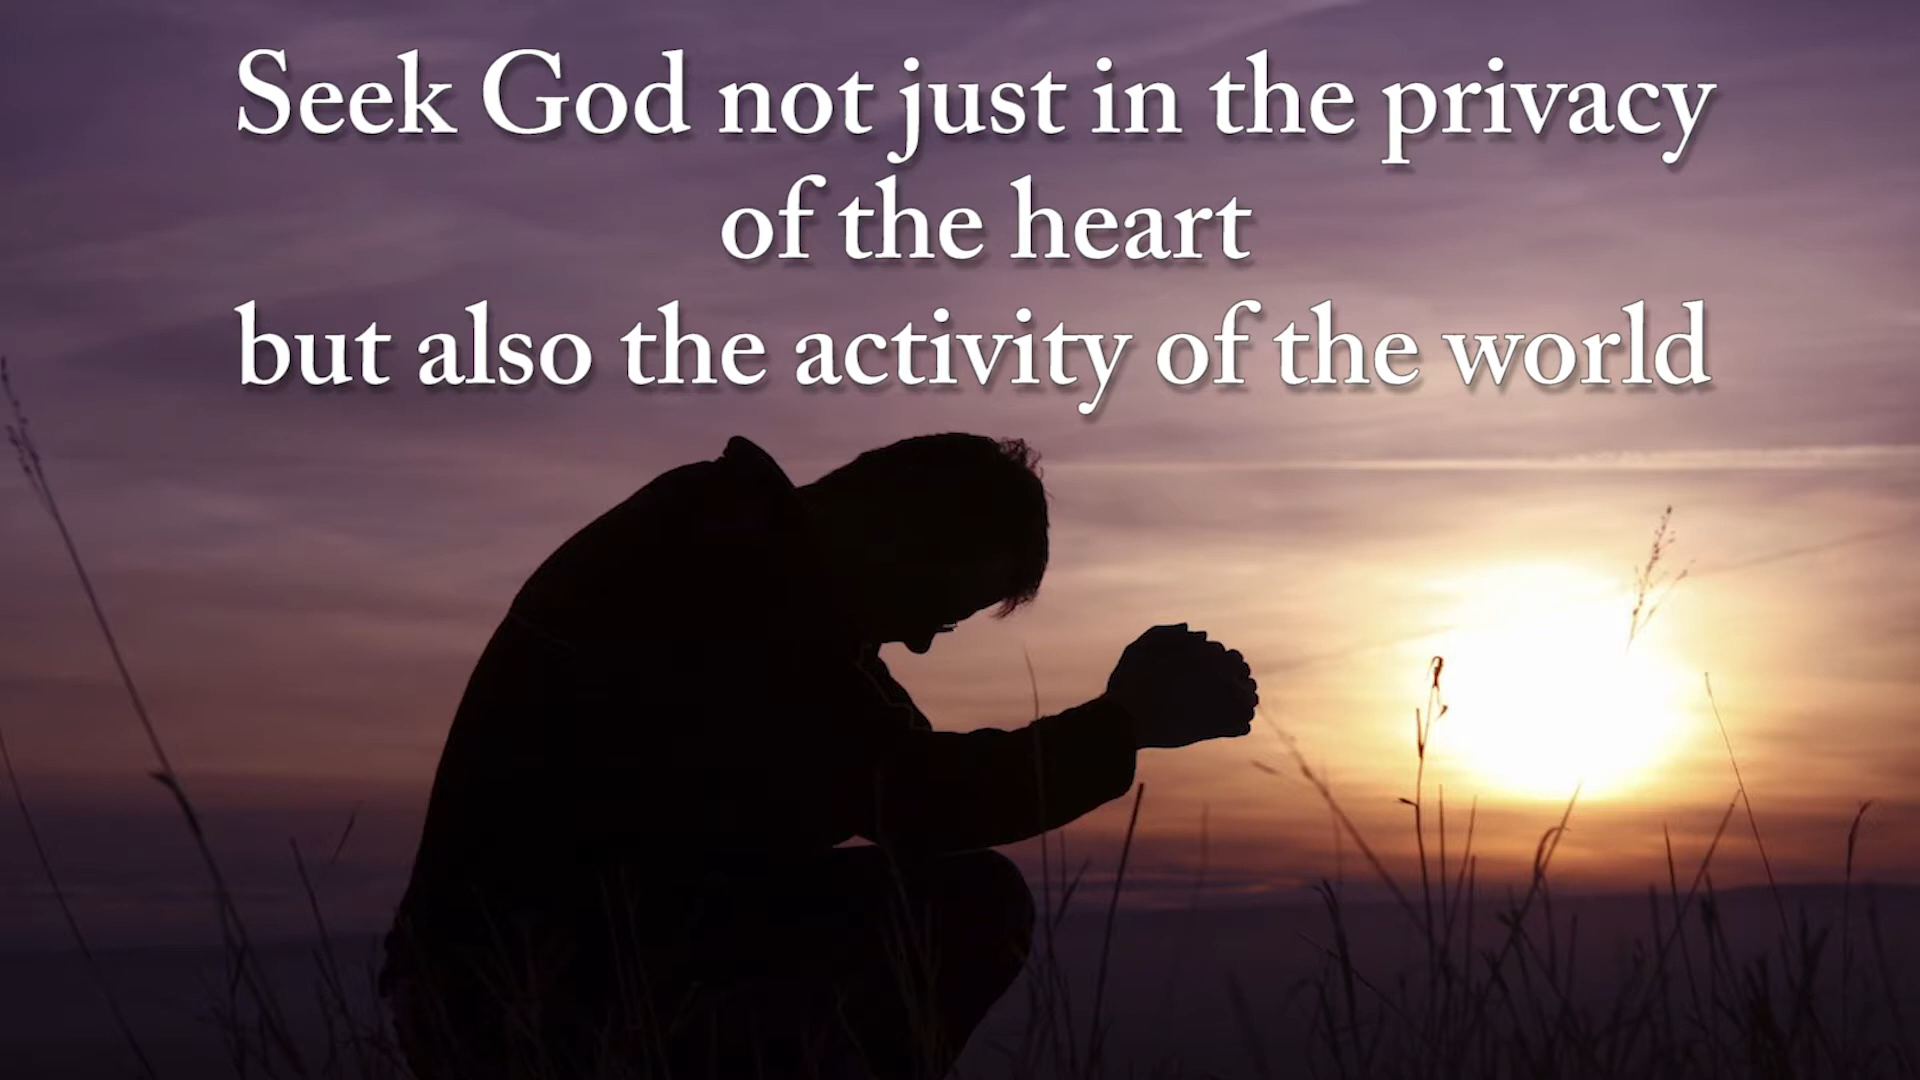 Seek God not just in the privacy
of the heart
but also the activity of the world